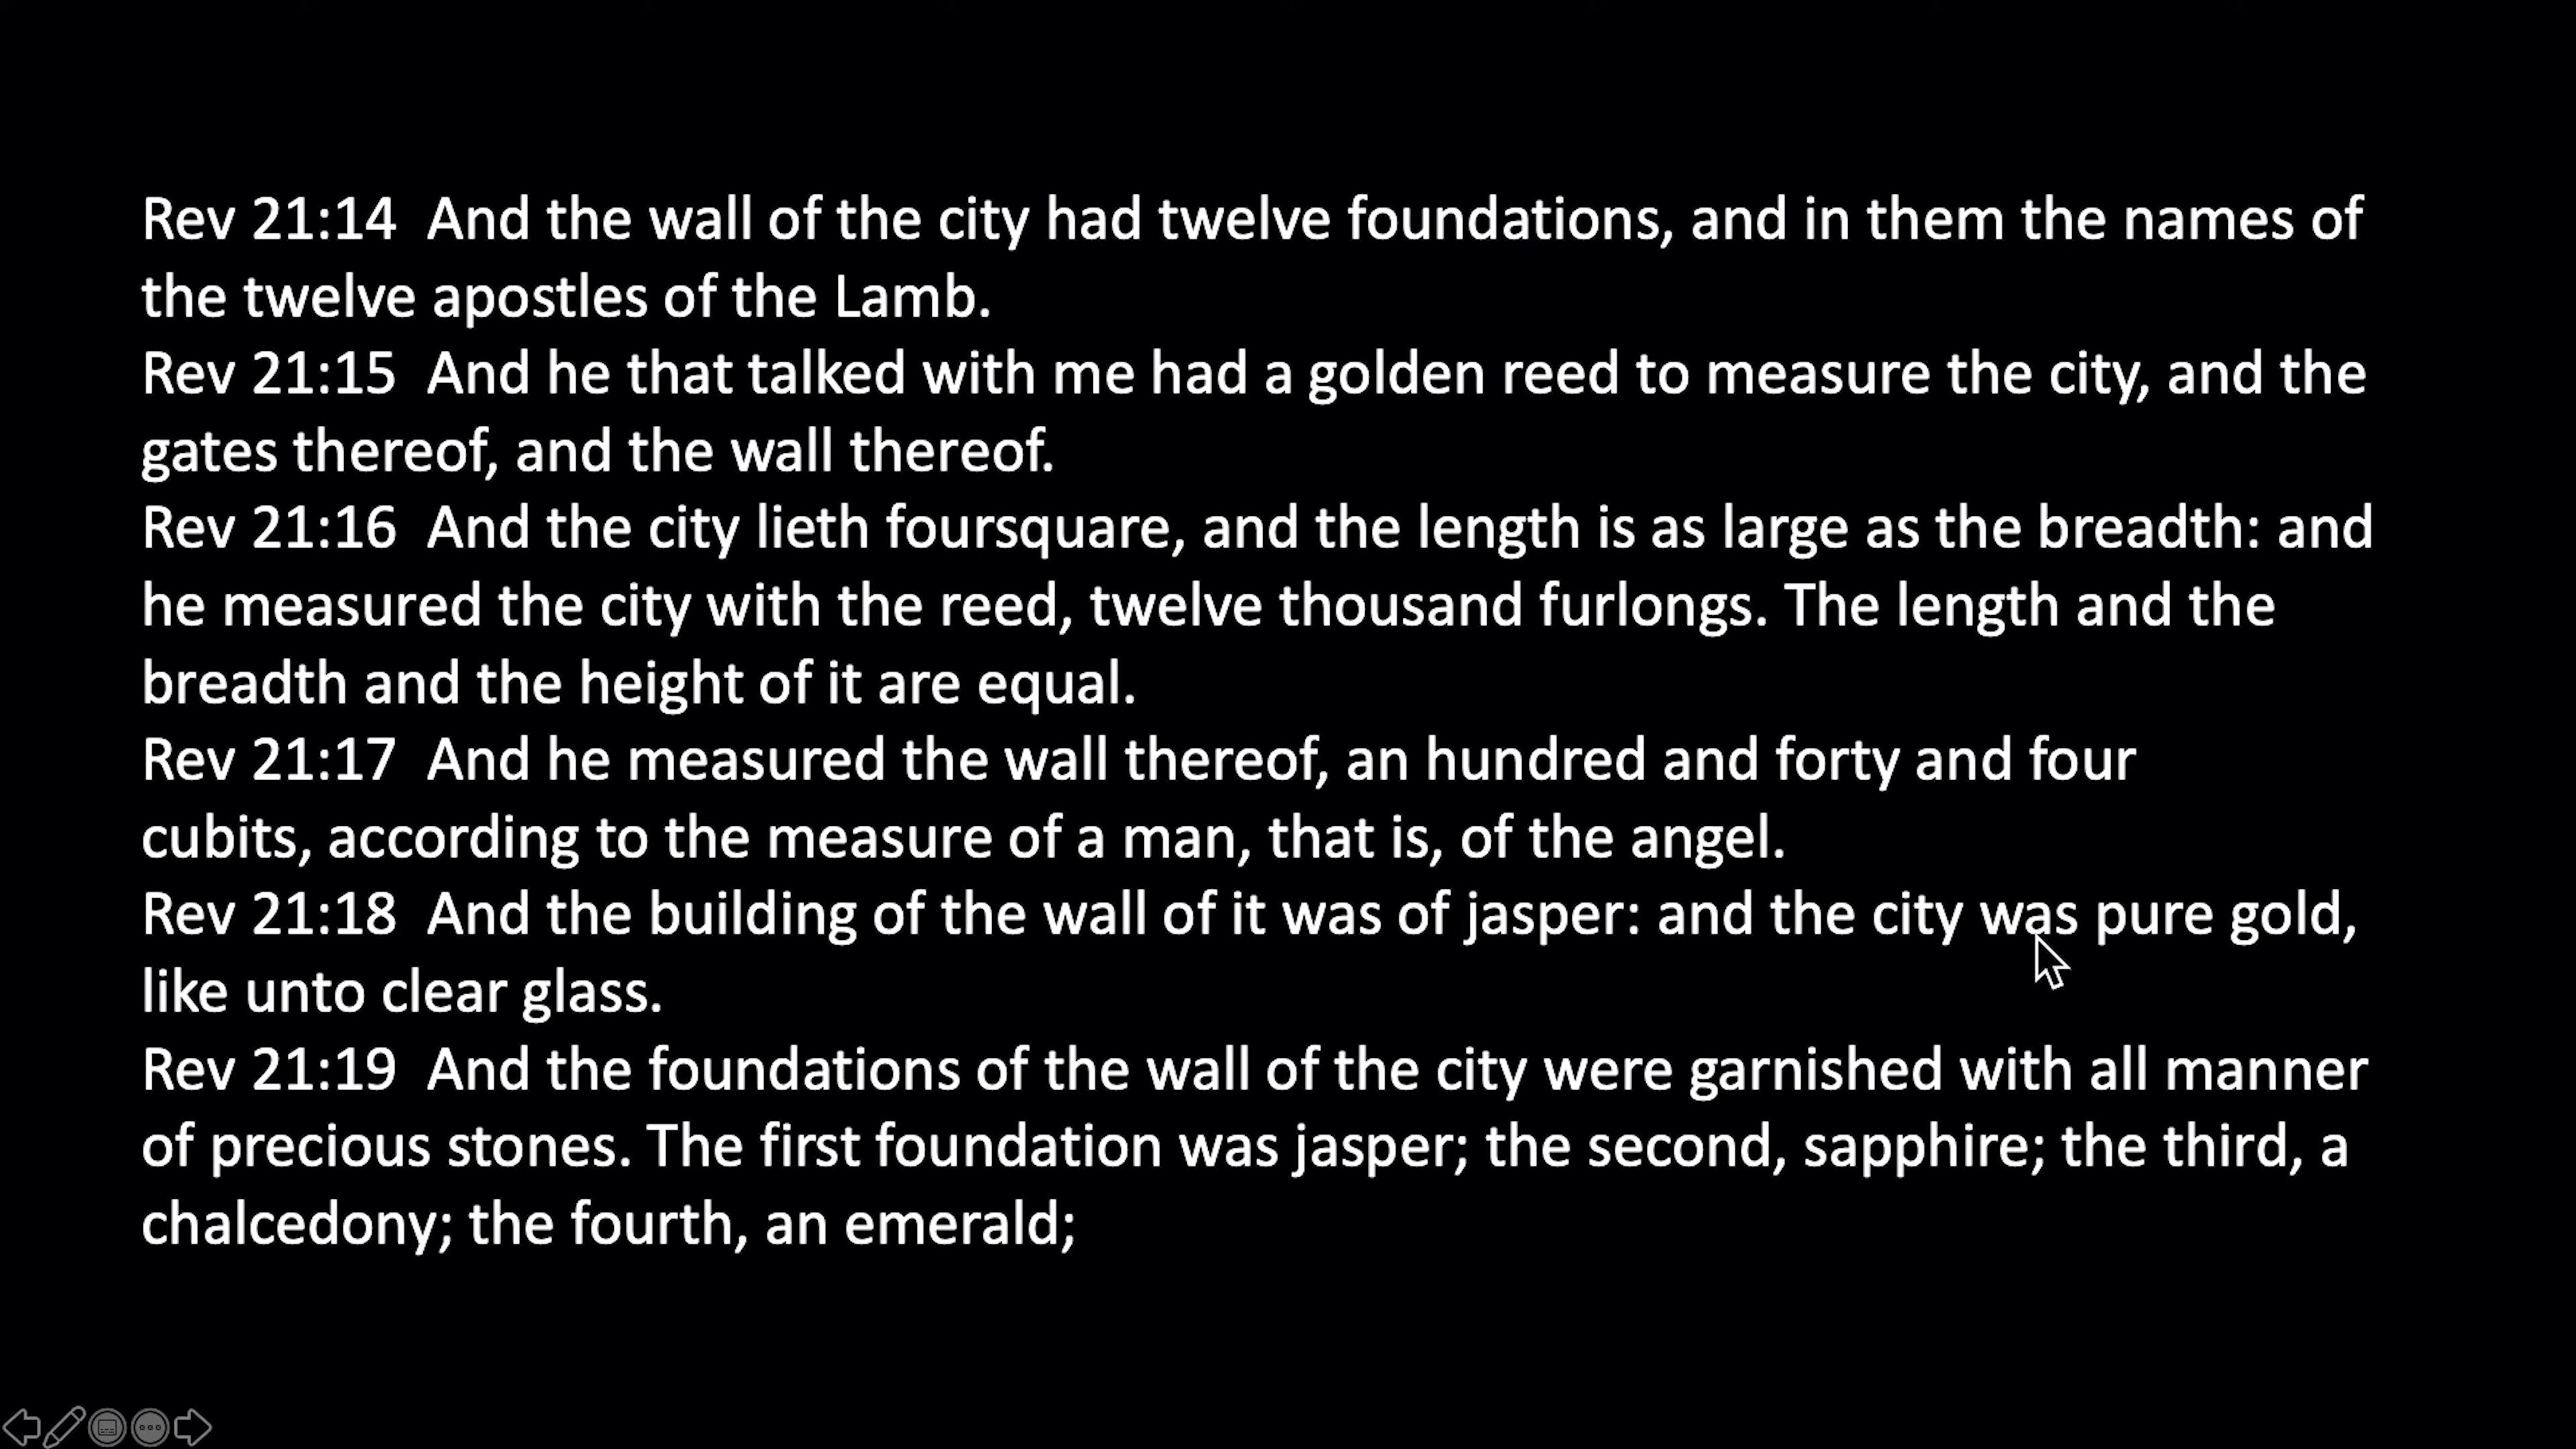 Rev 21:14  And the wall of the city had twelve foundations, and in them the names of
the twelve apostles of the Lamb.
Rev 21:15  And he that talked with me had a golden reed to measure the city, and the
gates thereof, and the wall thereof.
Rev 21:16  And the city lieth foursquare, and the length is as large as the breadth: and
he measured the city with the reed, twelve thousand furlongs. The length and the
breadth and the height of it are equal.
Rev 21:17  And he measured the wall thereof, an hundred and forty and four
cubits, according to the measure of a man, that is, of the angel.
Rev 21:18  And the building of the wall of it was of jasper: and the city was pure gold,
like unto clear glass.
Rev 21:19  And the foundations of the wall of the city were garnished with all manner
of precious stones. The first foundation was jasper; the second, sapphire; the third, a
chalcedony; the fourth, an emerald;